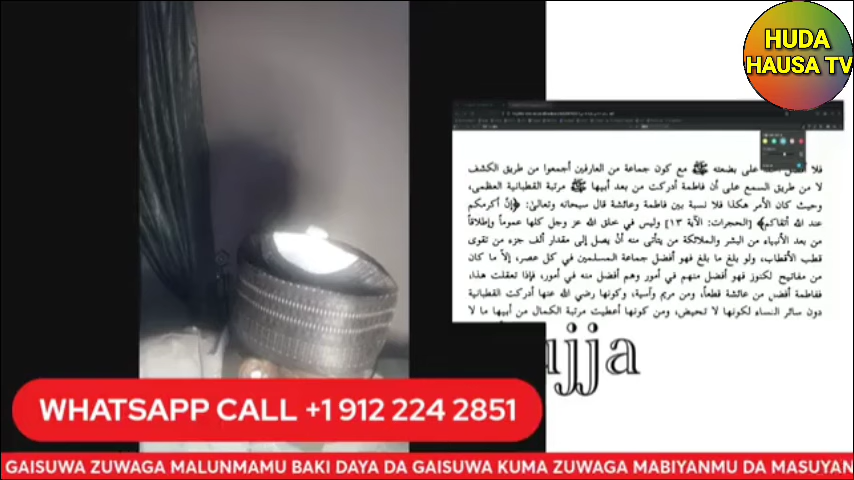 HUDA
HAUSA TV
على بضعته ﷺ مع كون جماعة من العارفين أجمعوا من طريق الكشف
لا من طريق السمع على أن فاطمة أدركت من بعد أبيها ﷺ مرتبة القطبانية العظمى،
وحيث كان الأمر هكذا فلا نسبة بين فاطمة وعائشة قال سبحانه وتعالى: ﴿إن أكرمكم
عند الله أتقاكم﴾ [الحجرات: الآية ١٣] وليس في خلق الله عز وجل كلها عموماً وإطلاقاً
من بعد الأنبياء من البشر والملائكة من يتأتى منه أن يصل إلى مقدار ألف جزء من تقوى
قطب الأقطاب، ولو بلغ ما بلغ فهو أفضل جماعة المسلمين في كل عصر، إلاّ ما كان
من مفاتيح لكنوز فهو أفضل منهم في أمور وهم أفضل منه في أمور، فإذا تعقلت هذا،
ففاطمة أفضل من عائشة قطعاً، ومن مريم وآسية، وكونها رضي الله عنها أدركت القطبانية
دون سائر النساء لكونها لا تحيض، ومن كونها أعطيت مرتبة الكمال من أبيها ما لا
ujja
WHATSAPP CALL +1 912 224 2851
GAISUWA ZUWAGA MALUNMAMU BAKI DAYA DA GAISUWA KUMA ZUWAGA MABIYANMU DA MASUYAN